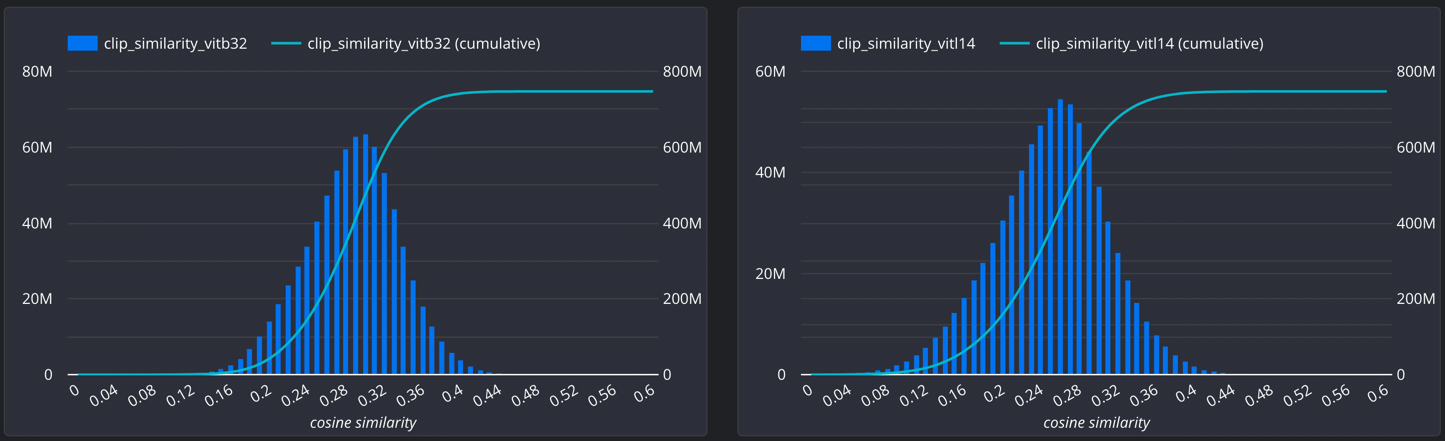 clip_similarity_vitb32 clip_similarity_vitb32 (cumulative)
80M 800M
60M 600M
40M 400M
20M 200M
0 0
0 0.04 0.08 0.12 0.16 0.2 0.24 0.28 0.32 0.36 0.4 0.44 0.48 0.52 0.56 0.6
cosine similarity
clip_similarity_vitl14 clip_similarity_vitl14 (cumulative)
60M 800M
600M
40M
400M
20M
200M
0 0
0 0.04 0.08 0.12 0.16 0.2 0.24 0.28 0.32 0.36 0.4 0.44 0.48 0.52 0.56 0.6
cosine similarity